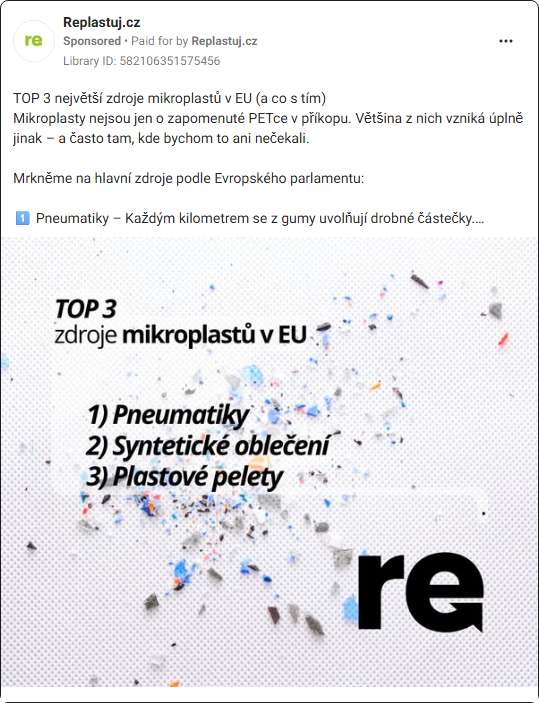 re
Replastuj.cz
Sponsored • Paid for by Replastuj.cz
Library ID: 582106351575456
TOP 3 největší zdroje mikroplastů v EU (a co s tím)
Mikroplasty nejsou jen o zapomenuté PETce v příkopu. Většina z nich vzniká úplně
jinak – a často tam, kde bychom to ani nečekali.
Mrkněme na hlavní zdroje podle Evropského parlamentu:
1️⃣ Pneumatiky – Každým kilometrem se z gumy uvolňují drobné částečky....
TOP 3
zdroje mikroplastů v EU
1) Pneumatiky
2) Syntetické oblečení
3) Plastové pelety
re